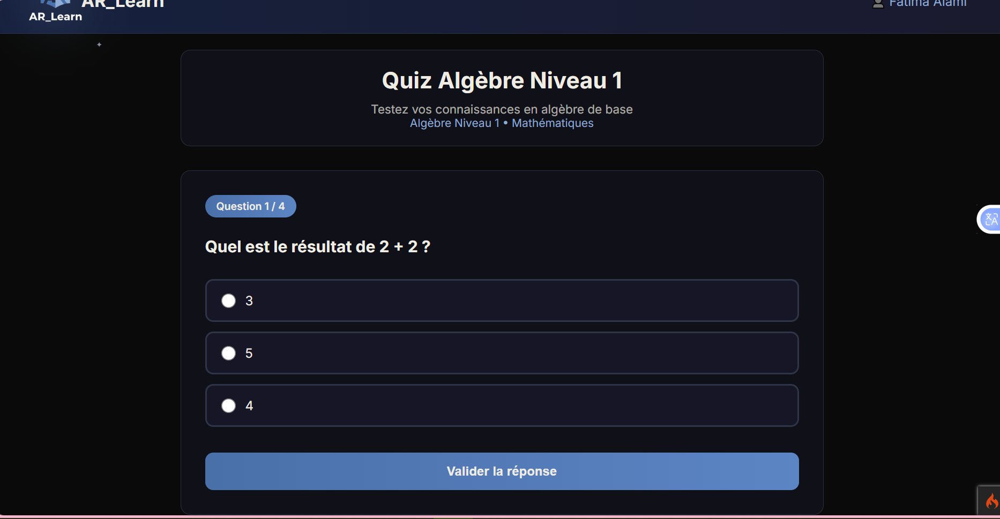 AR_Learn
AR_Learn
Fatima Alami
Quiz Algèbre Niveau 1
Testez vos connaissances en algèbre de base
Algèbre Niveau 1 • Mathématiques
Question 1 / 4
Quel est le résultat de 2 + 2 ?
3
5
4
Valider la réponse